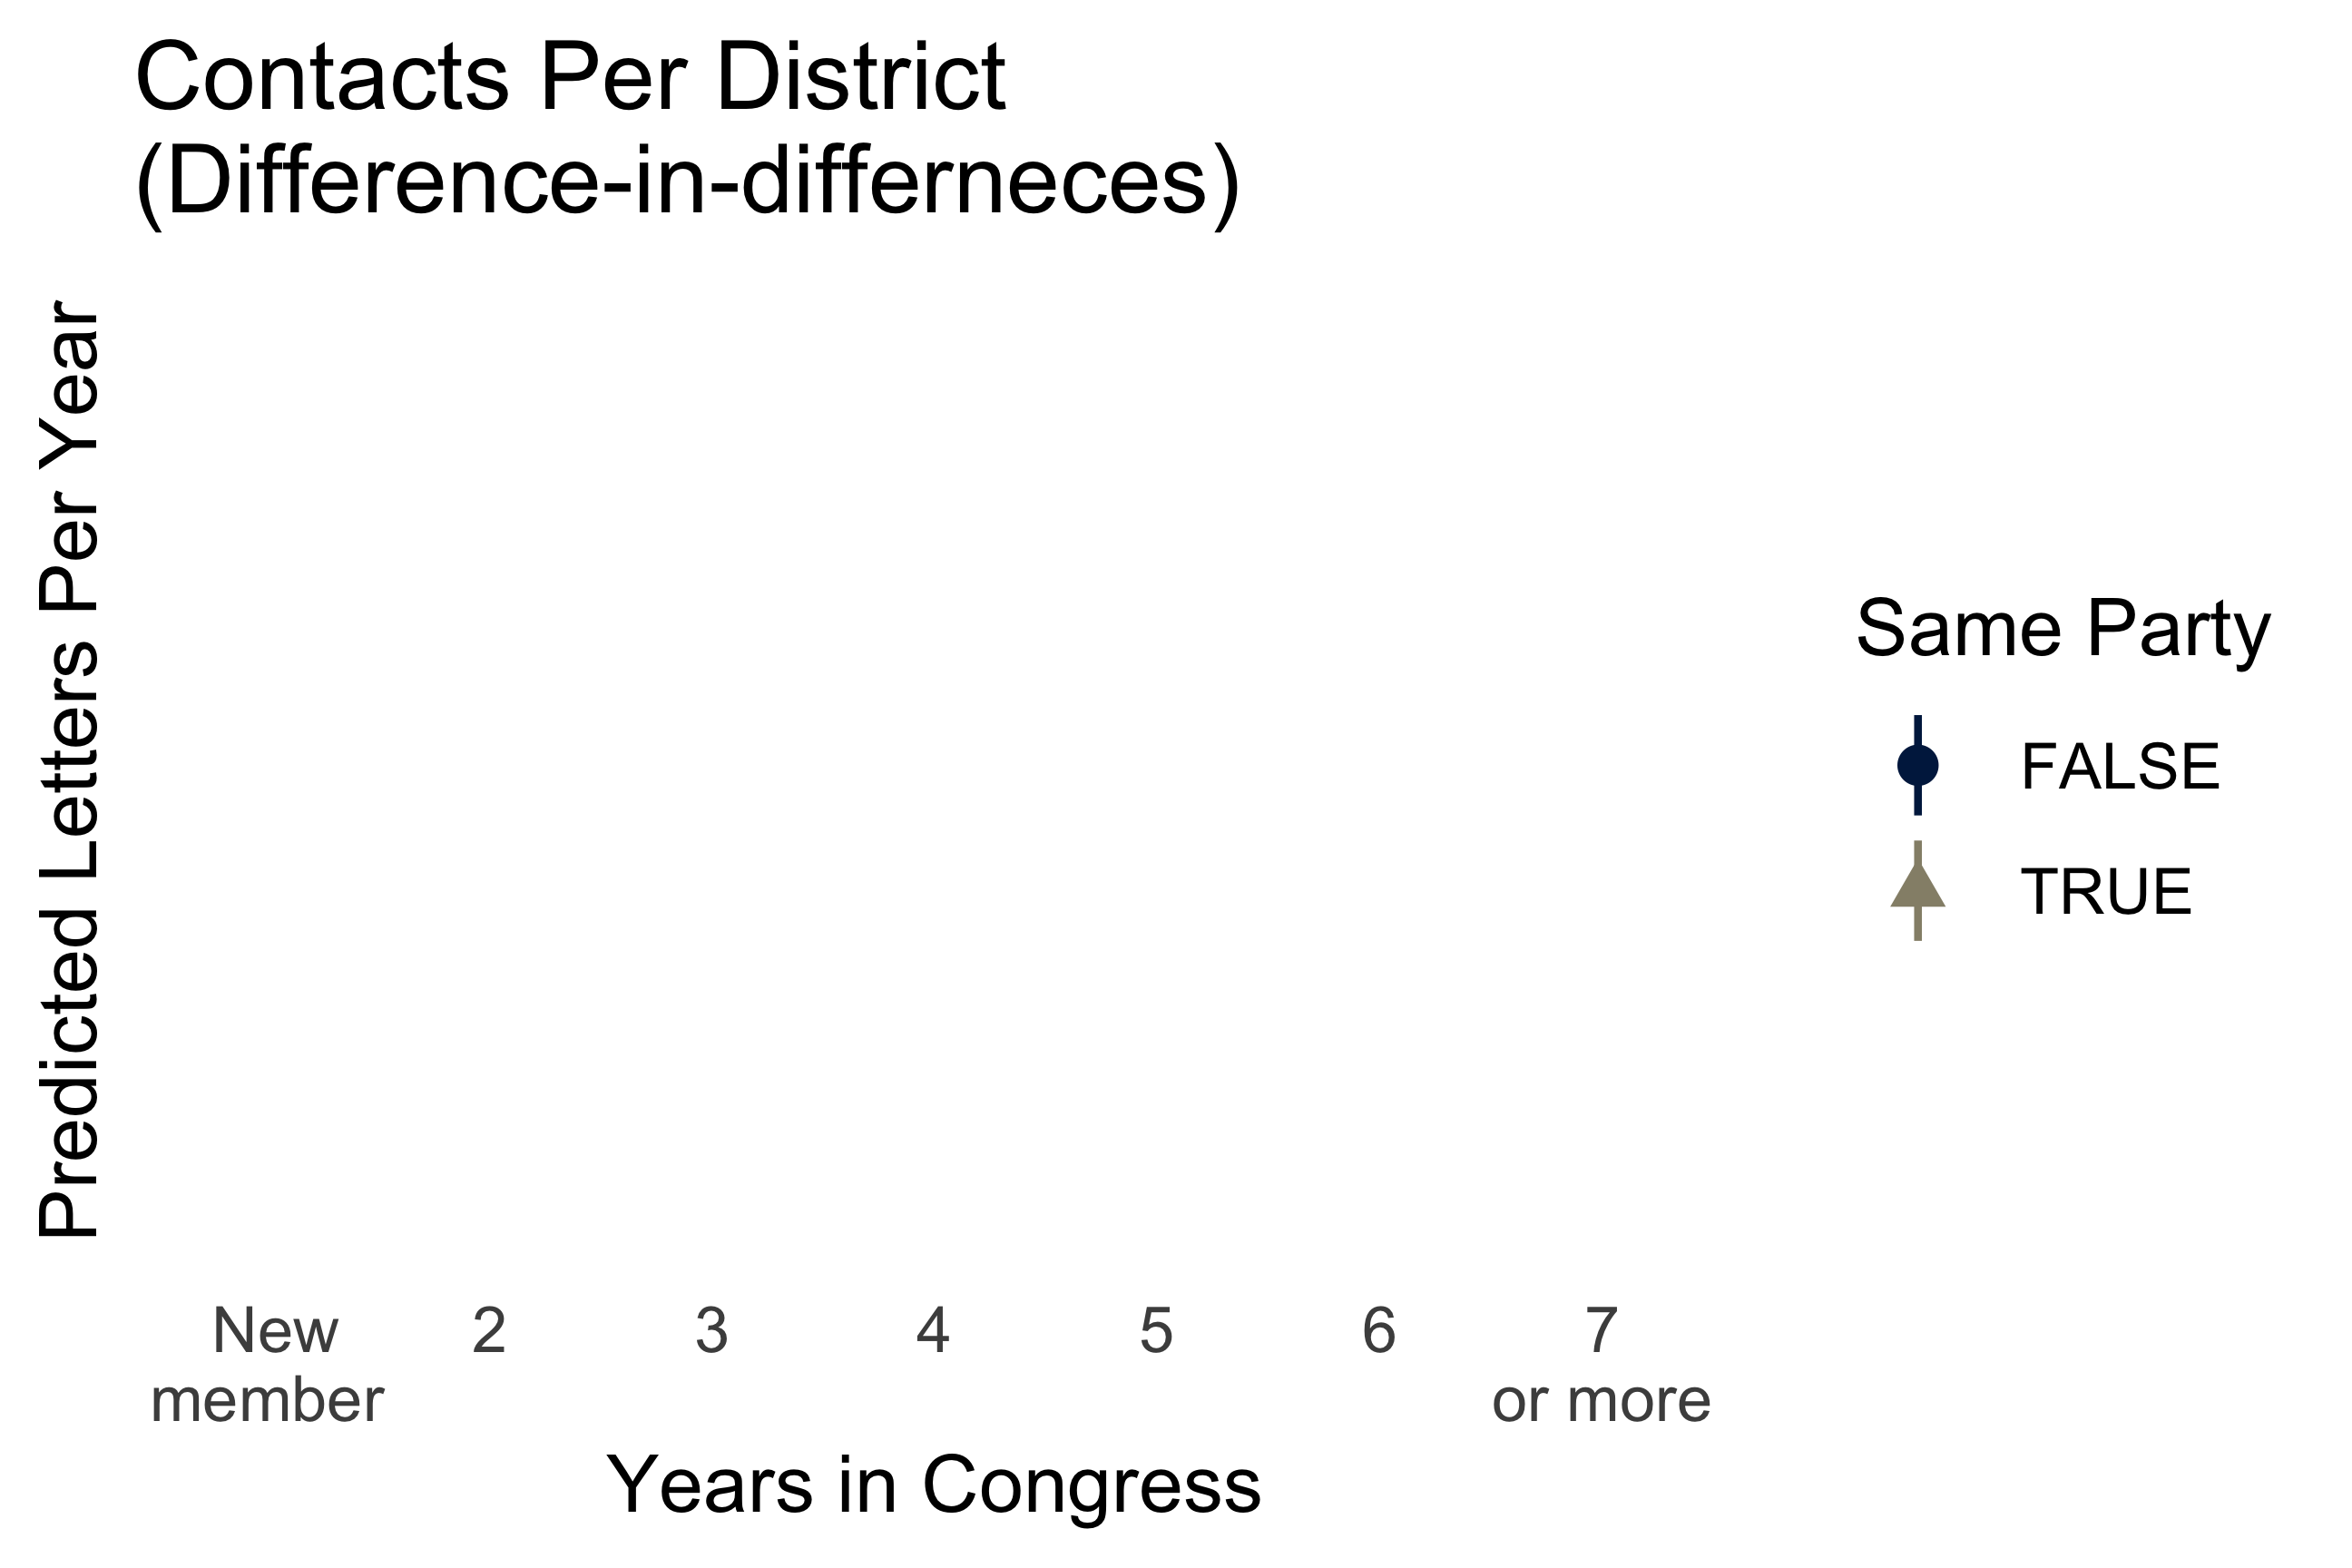 Contacts Per District
(Difference-in-differneces)
Predicted Letters Per Year
Same Party
FALSE
TRUE
New
member
2
3
4
5
6
7
or more
Years in Congress